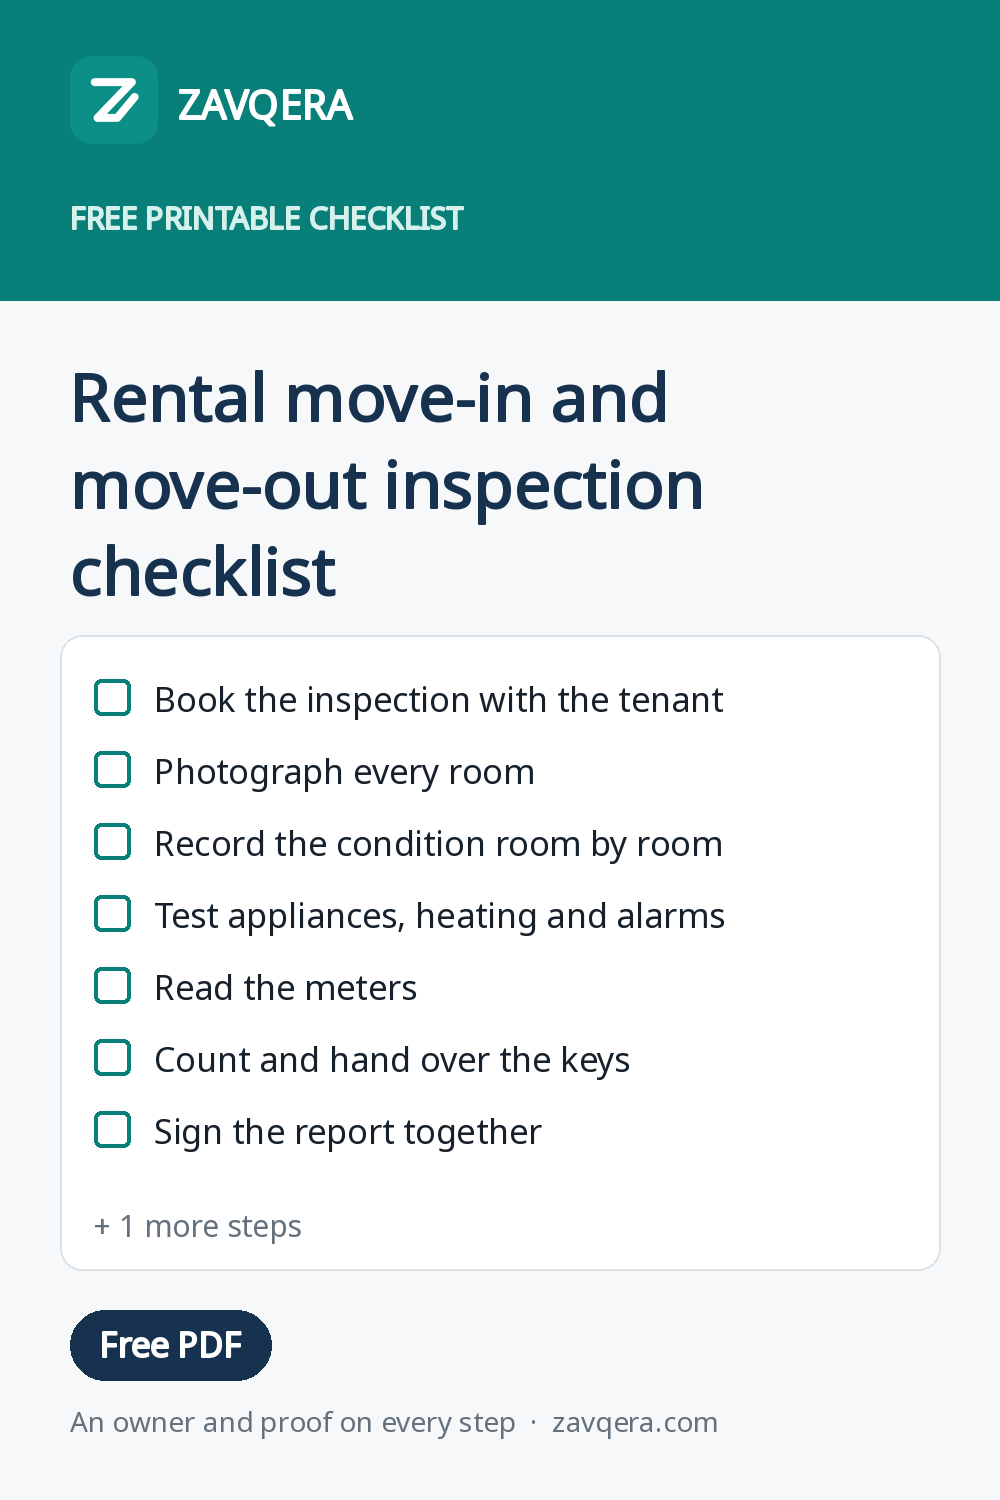 ZAVQERA
FREE PRINTABLE CHECKLIST
Rental move-in and
move-out inspection
checklist
Book the inspection with the tenant
Photograph every room
Record the condition room by room
Test appliances, heating and alarms
Read the meters
Count and hand over the keys
Sign the report together
+ 1 more steps
Free PDF
An owner and proof on every step · zavqera.com